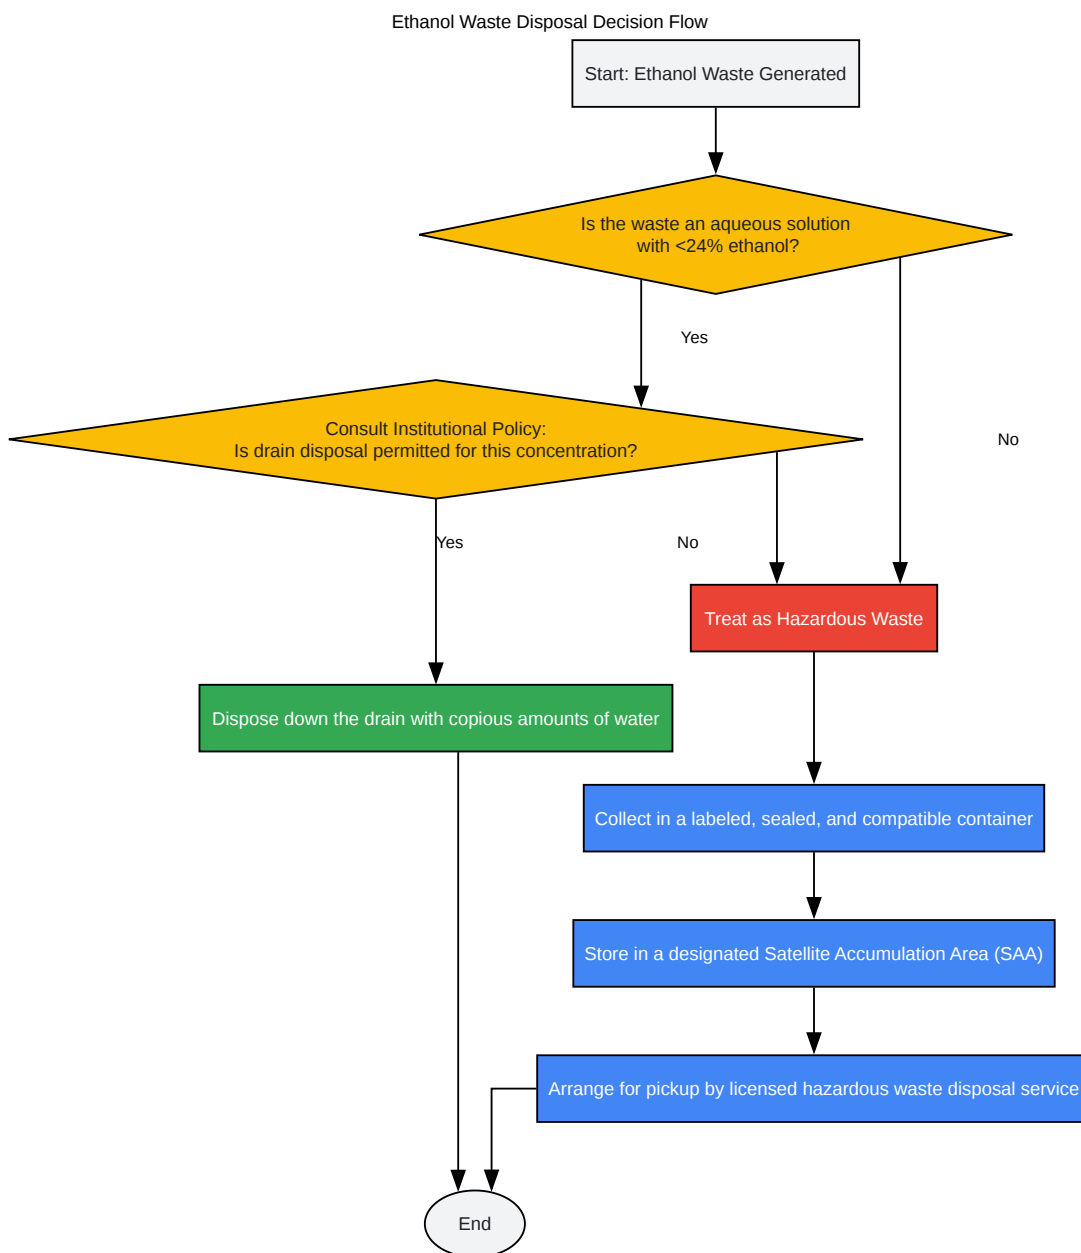 Ethanol Waste Disposal Decision Flow
Start: Ethanol Waste Generated
Is the waste an aqueous solution
with <24% ethanol?
Yes
Consult Institutional Policy:
Is drain disposal permitted for this concentration?
No
Yes
No
Treat as Hazardous Waste
Dispose down the drain with copious amounts of water
Collect in a labeled, sealed, and compatible container
Store in a designated Satellite Accumulation Area (SAA)
Arrange for pickup by licensed hazardous waste disposal service
End